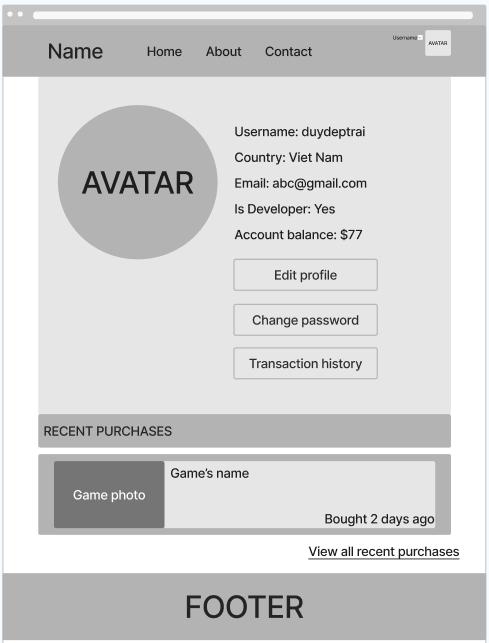 Name
Home
About
Contact
Username
AVATAR
AVATAR
Username: duydeptrai
Country: Viet Nam
Email: abc@gmail.com
Is Developer: Yes
Account balance: $77
Edit profile
Change password
Transaction history
RECENT PURCHASES
Game photo
Game’s name
Bought 2 days ago
View all recent purchases
FOOTER